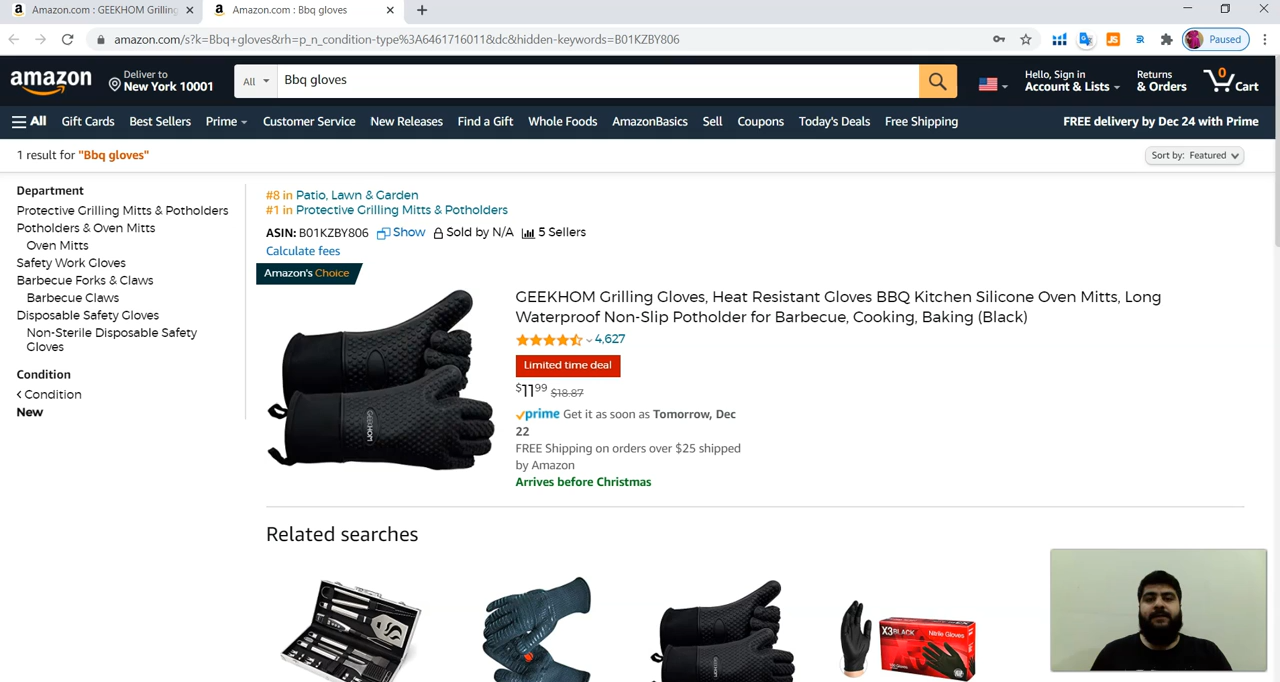 Amazon.com : GEEKHOM Grilling
Amazon.com : Bbq gloves
amazon.com/s?k=Bbq+gloves&rh=p_n_condition-type%3A6461716011&dc&hidden-keywords=B01KZBY806
Paused
amazon
Deliver to
New York 10001
All
Bbq gloves
Hello, Sign in
Account & Lists
Returns
& Orders
0
Cart
All
Gift Cards
Best Sellers
Prime
Customer Service
New Releases
Find a Gift
Whole Foods
AmazonBasics
Sell
Coupons
Today's Deals
Free Shipping
FREE delivery by Dec 24 with Prime
1 result for "Bbq gloves"
Sort by: Featured
Department
Protective Grilling Mitts & Potholders
Potholders & Oven Mitts
Oven Mitts
Safety Work Gloves
Barbecue Forks & Claws
Barbecue Claws
Disposable Safety Gloves
Non-Sterile Disposable Safety
Gloves
Condition
< Condition
New
#8 in Patio, Lawn & Garden
#1 in Protective Grilling Mitts & Potholders
ASIN: B01KZBY806 Show Sold by N/A 5 Sellers
Calculate fees
Amazon's Choice
GEEKHOM
GEEKHOM Grilling Gloves, Heat Resistant Gloves BBQ Kitchen Silicone Oven Mitts, Long
Waterproof Non-Slip Potholder for Barbecue, Cooking, Baking (Black)
4,627
Limited time deal
$11.99 $18.87
prime Get it as soon as Tomorrow, Dec
22
FREE Shipping on orders over $25 shipped
by Amazon
Arrives before Christmas
Related searches
X3 BLACK
Nitrile Gloves